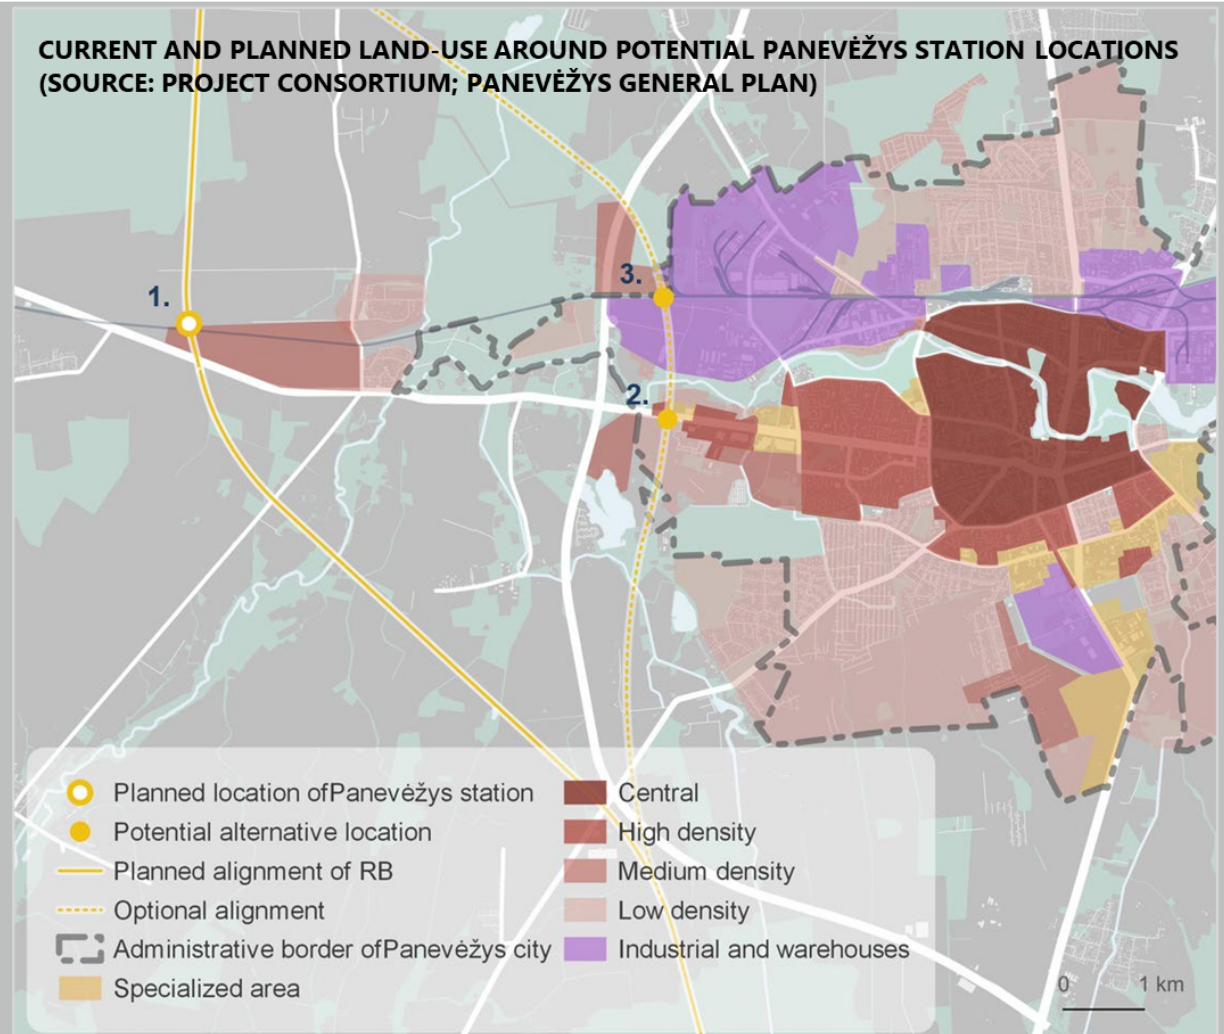 CURRENT AND PLANNED LAND-USE AROUND POTENTIAL PANEVĖŽYS STATION LOCATIONS
(SOURCE: PROJECT CONSORTIUM; PANEVĖŽYS GENERAL PLAN)
3.
1.
2.
Planned location ofPanevėžys station
Potential alternative location
Planned alignment of RB
Optional alignment
Administrative border ofPanevėžys city
Specialized area
Central
High density
Medium density
Low density
Industrial and warehouses
0 1 km